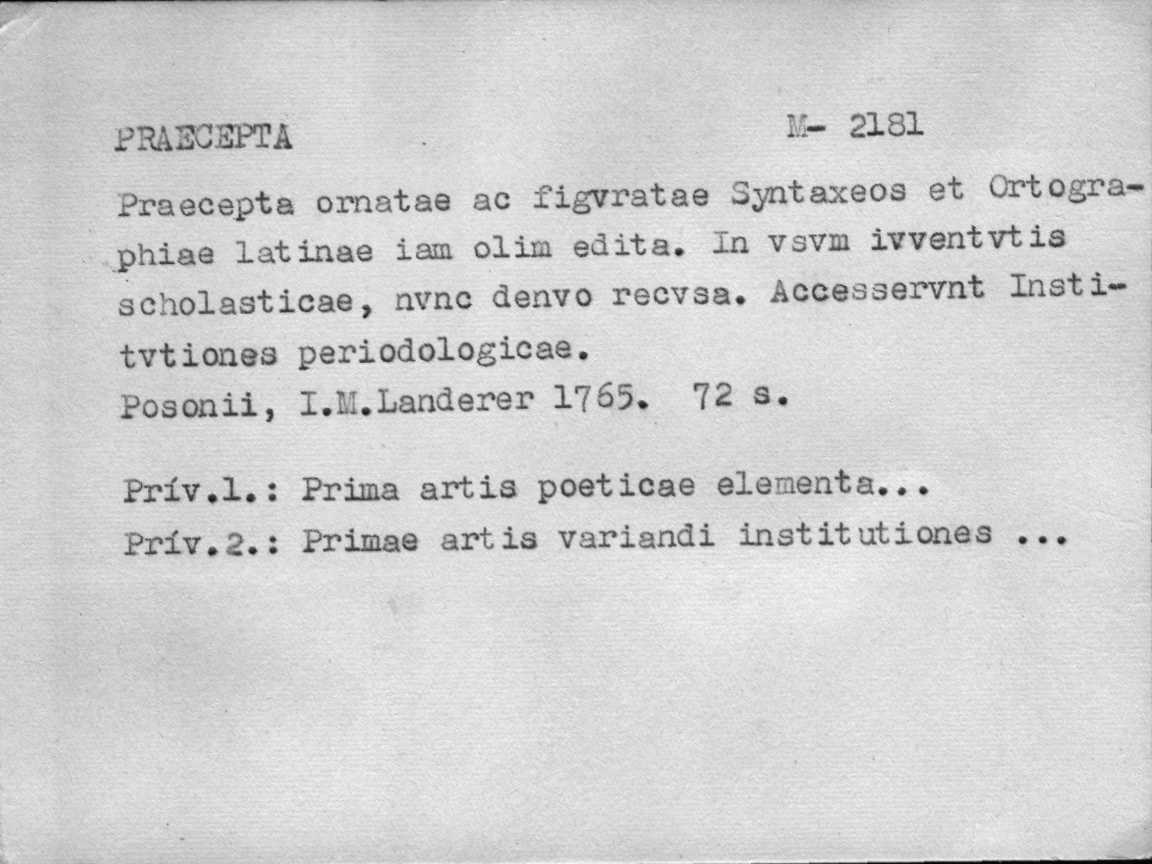 PRAECEPTA M- 2181
Praecepta ornatae ac figvratae Syntaxeos et Ortogra-
phiae latinae iam olim edita. In vsvm ivventvtis
scholasticae, nvnc denvo recvsa. Accesservnt Insti-
tvtiones periodologicae.
Posonii, I.M.Landerer 1765. 72 s.
Prív.1.: Prima artis poeticae elementa...
Prív.2.: Primae artis variandi institutiones ...